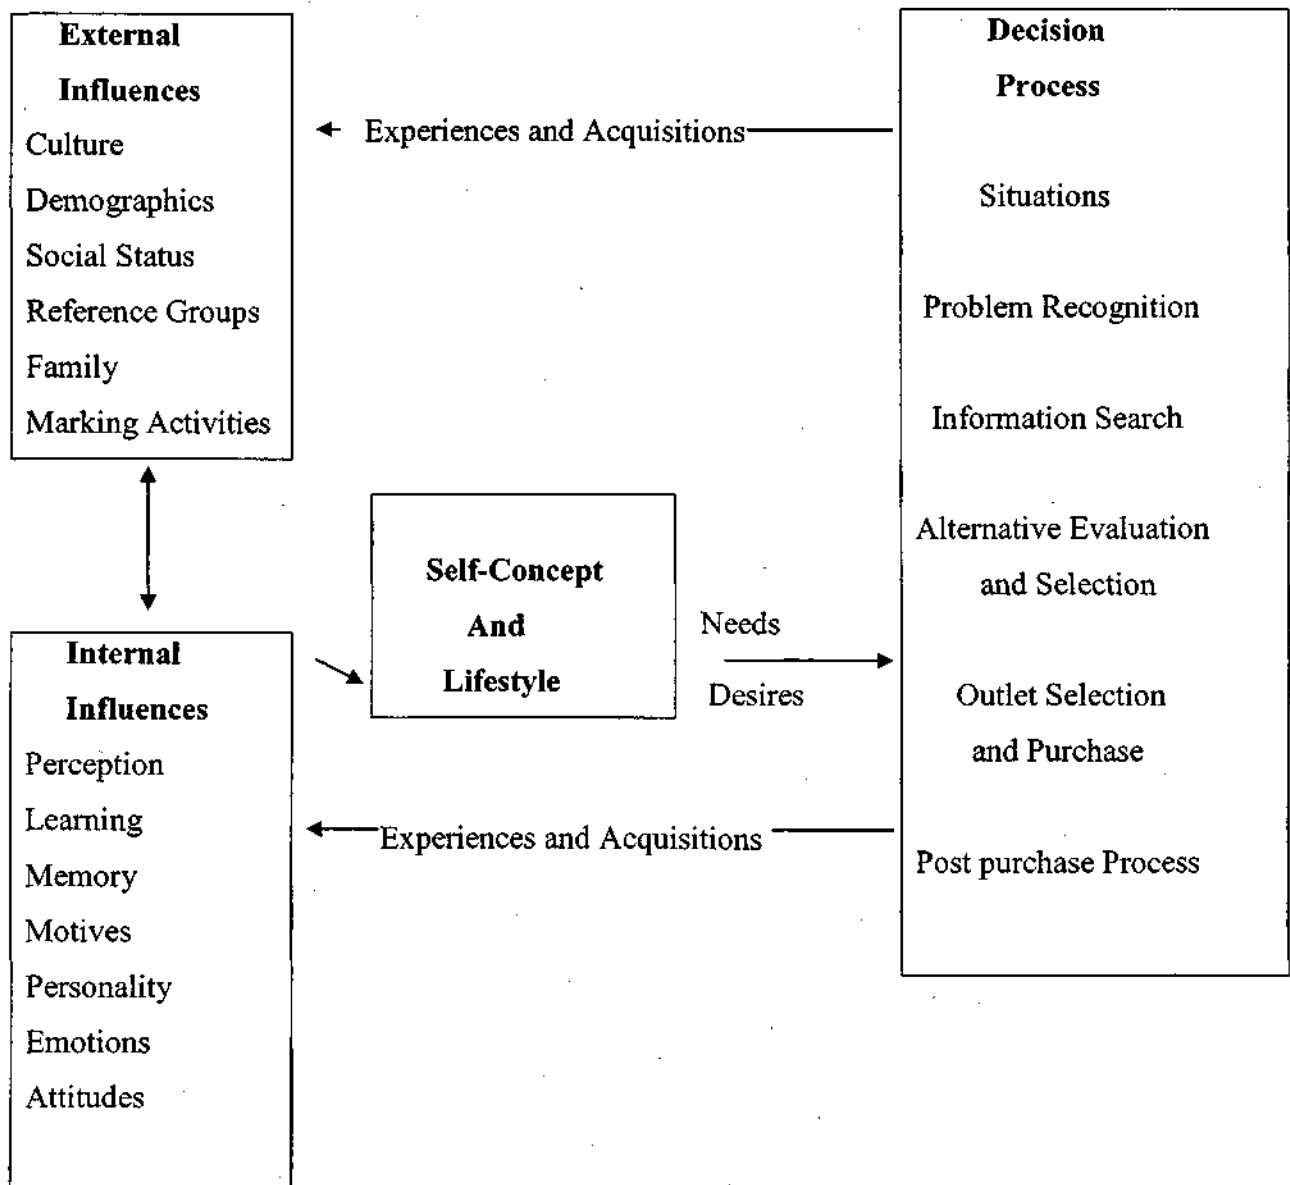 External
Influences
Culture
Demographics
Social Status
Reference Groups
Family
Marking Activities
Experiences and Acquisitions
Decision
Process
Situations
Problem Recognition
Information Search
Alternative Evaluation
and Selection
Outlet Selection
and Purchase
Post purchase Process
Self-Concept
And
Lifestyle
Needs
Desires
Internal
Influences
Perception
Learning
Memory
Motives
Personality
Emotions
Attitudes
Experiences and Acquisitions